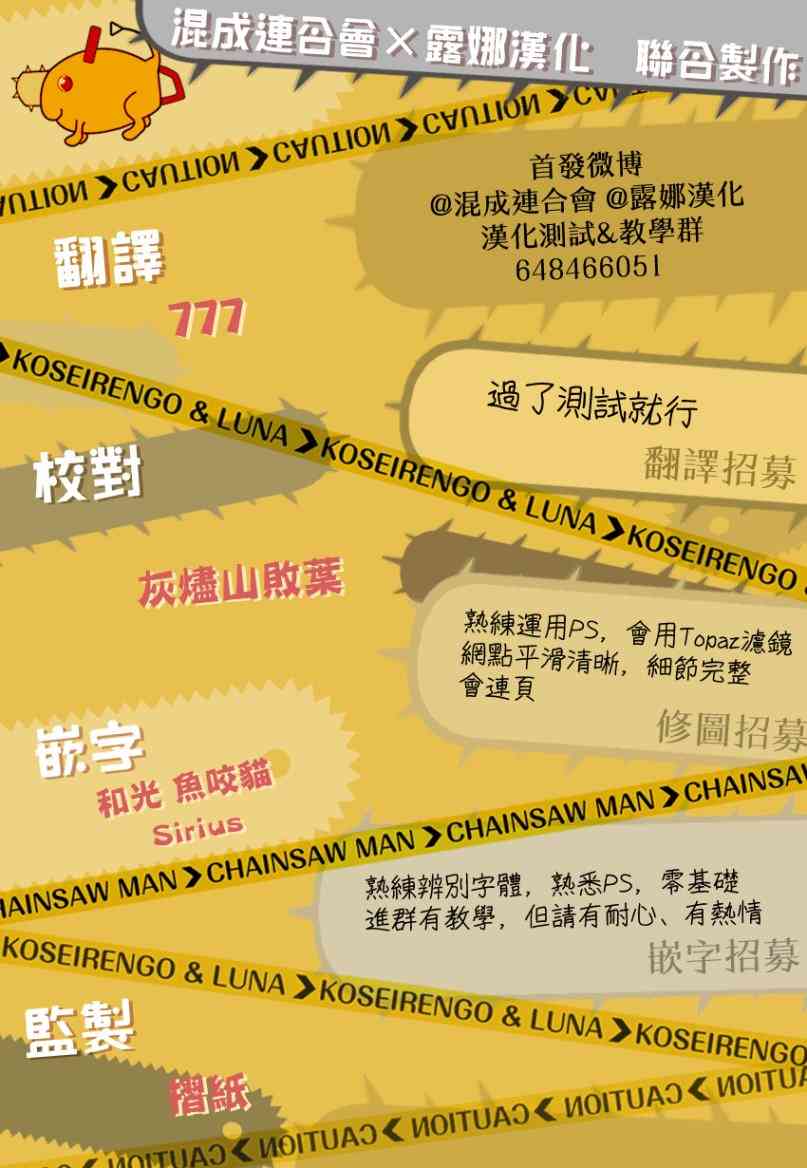 混成連合會×露娜漢化 聯合製作
CAUTION ❯ CAUTION ❯ CAUTION ❯ CAUTION ❯ CAU
首發微博
@混成連合會 @露娜漢化
漢化測試&教學群
648466051
翻譯
777
❯KOSEIRENGO & LUNA ❯KOSEIRENGO & LUNA ❯KOSEIRENGO &
過了測試就行
翻譯招募
校對
灰燼山敗葉
熟練運用PS，會用Topaz濾鏡
網點平滑清晰，細節完整
會連頁
修圖招募
嵌字
和光 魚咬貓
Sirius
HAINSAW MAN ❯ CHAINSAW MAN ❯ CHAINSAW MAN ❯ CHAINSAW
熟練辨別字體，熟悉PS，零基礎
進群有教學，但請有耐心、有熱情
嵌字招募
KOSEIRENGO & LUNA ❯KOSEIRENGO & LUNA ❯KOSEIRENGO
監製
摺紙
CAUTION ❯ CAUTION ❯ CAUTION ❯ CAUTION